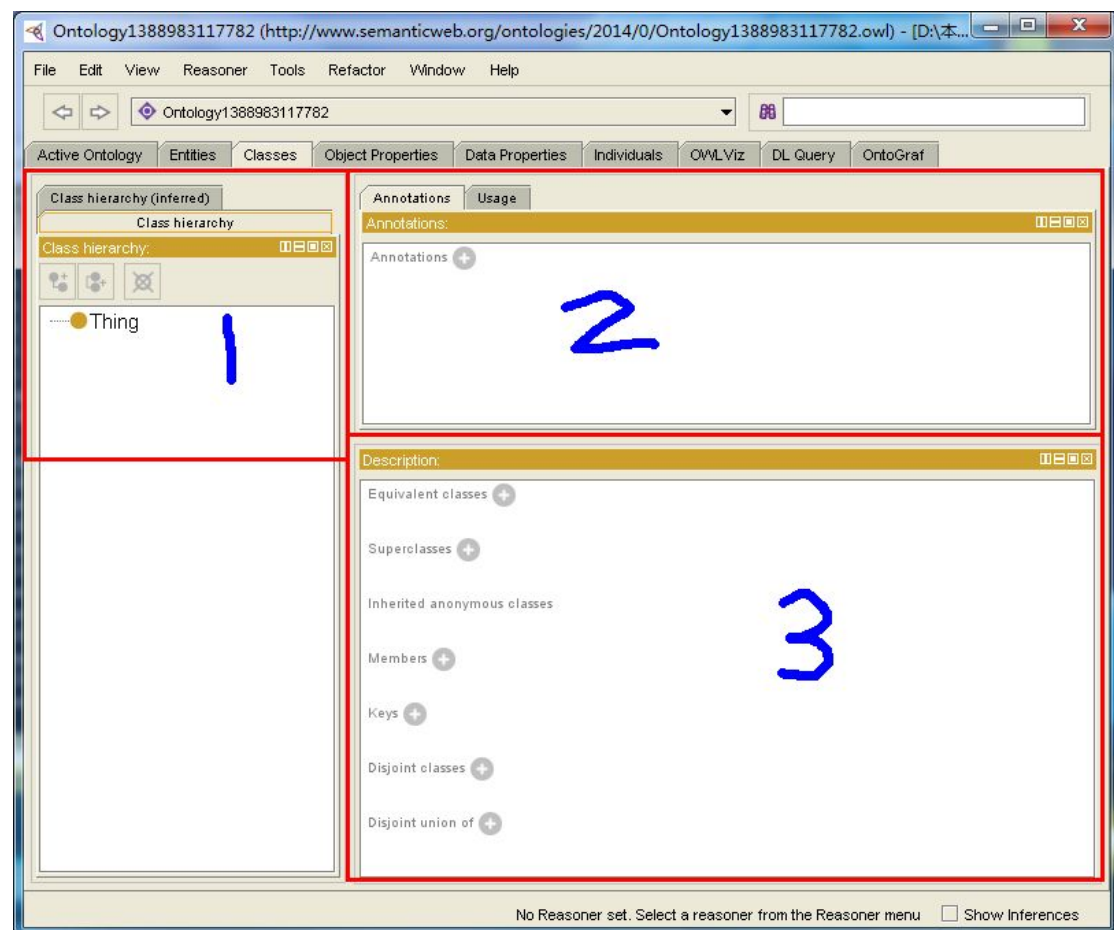 Ontology1388983117782 (http://www.semanticweb.org/ontologies/2014/0/Ontology1388983117782.owl) - [D:\本...
File Edit View Reasoner Tools Refactor Window Help
Ontology1388983117782
Active Ontology Entities Classes Object Properties Data Properties Individuals OWLViz DL Query OntoGraf
Class hierarchy (inferred)
Class hierarchy
Class hierarchy:
Thing
1
Annotations Usage
Annotations:
Annotations
2
Description:
Equivalent classes
Superclasses
Inherited anonymous classes
Members
Keys
Disjoint classes
Disjoint union of
3
No Reasoner set. Select a reasoner from the Reasoner menu Show Inferences